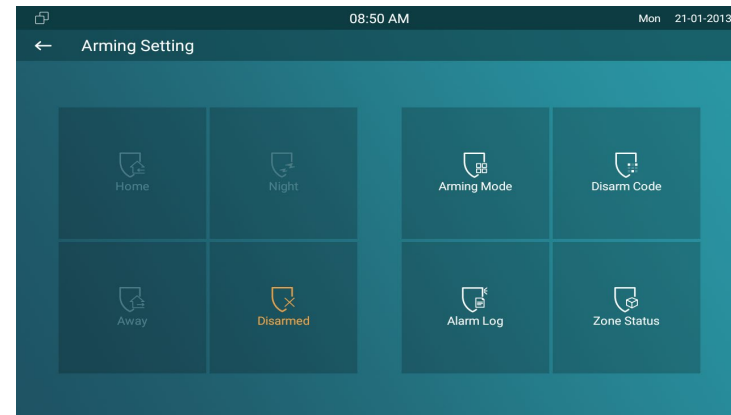 08:50 AM
Mon 21-01-2013
Arming Setting
Home
Night
Arming Mode
Disarm Code
Away
Disarmed
Alarm Log
Zone Status